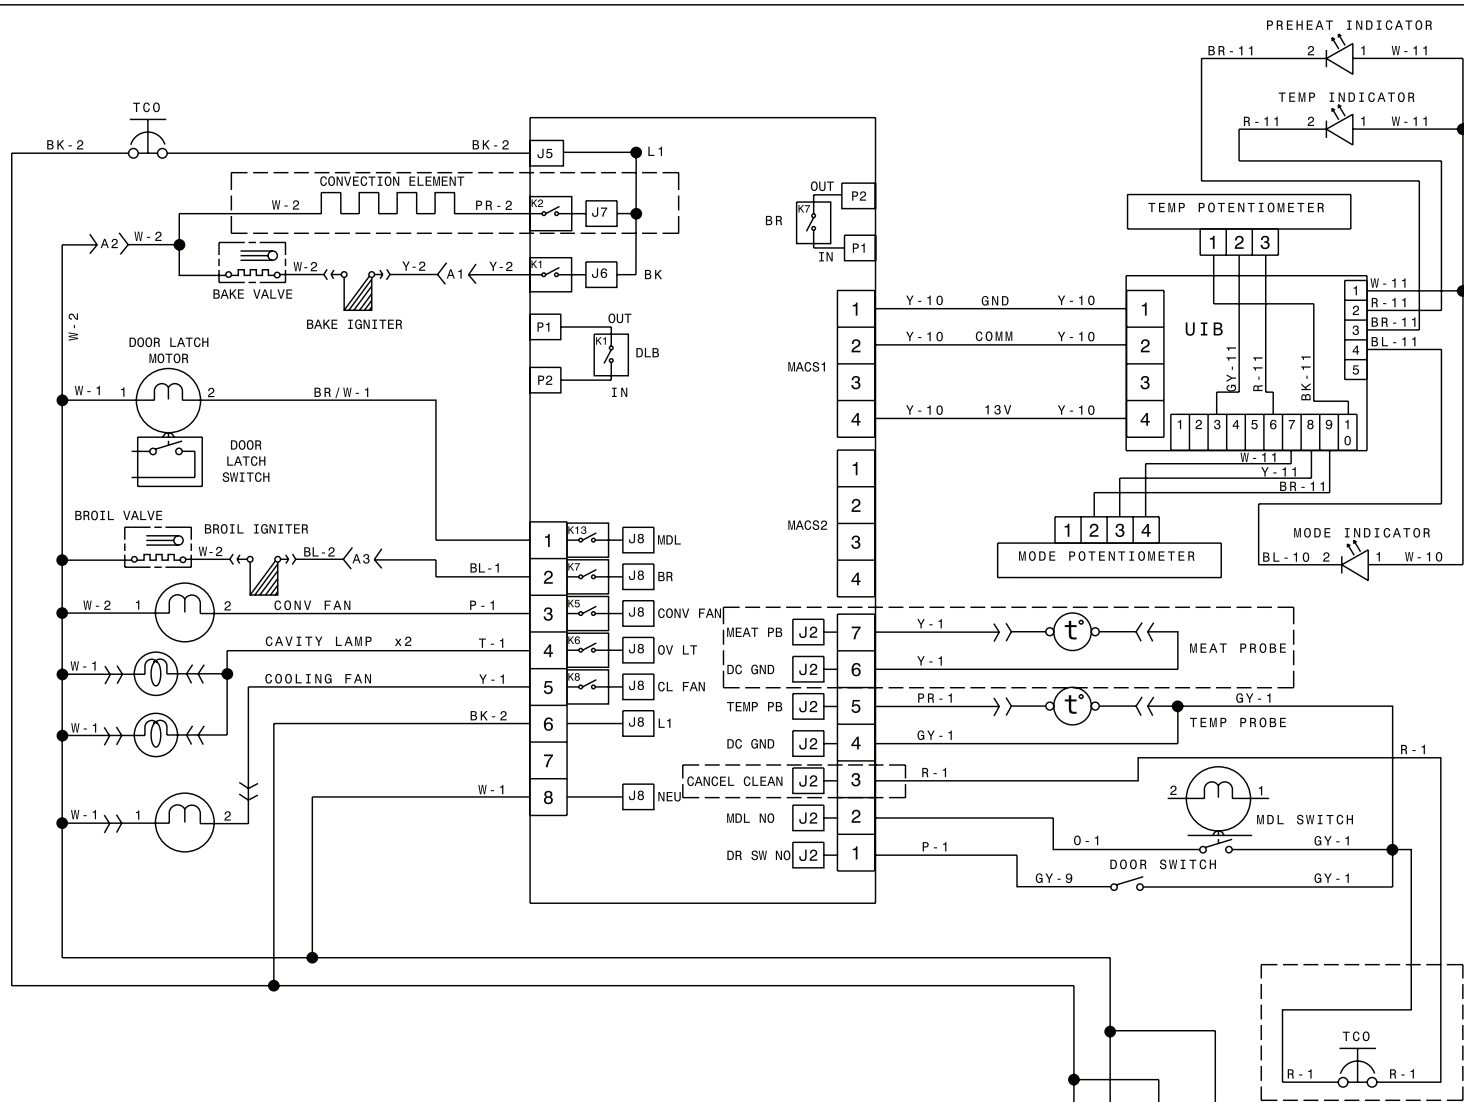 PREHEAT INDICATOR
BR-11 2 1 W-11
TEMP INDICATOR
R-11 2 1 W-11
TCO
BK-2 BK-2 J5 L1
CONVECTION ELEMENT
W-2 PR-2 K2 J7
A2 W-2
W-2 Y-2 A1 Y-2 K1 J6 BK
BAKE VALVE
BAKE IGNITER
W-2
OUT P2
BR K7
IN P1
TEMP POTENTIOMETER
1 2 3
P1 OUT
K1 DLB
P2 IN
DOOR LATCH
MOTOR
W-1 1 2 BR/W-1
DOOR
LATCH
SWITCH
MACS1
1 Y-10 GND Y-10 1
2 Y-10 COMM Y-10 2
3 3
4 Y-10 13V Y-10 4
UIB
GY-11
R-11
BK-11
1 W-11
2 R-11
3 BR-11
4 BL-11
5
1 2 3 4 5 6 7 8 9 10
W-11
Y-11
BR-11
MACS2
1
2
3
4
1 2 3 4
MODE POTENTIOMETER
MODE INDICATOR
BL-10 2 1 W-10
BROIL VALVE
BROIL IGNITER
W-2 BL-2 A3
BL-1
1 K13 J8 MDL
2 K7 J8 BR
W-2 1 2 CONV FAN P-1 3 K5 J8 CONV FAN
CAVITY LAMP x2 T-1 4 K6 J8 OV LT
W-1
COOLING FAN Y-1 5 K8 J8 CL FAN
BK-2 6 J8 L1
W-1
7
W-1 8 J8 NEU
W-1 1 2
MEAT PB J2 7 Y-1 t°
MEAT PROBE
DC GND J2 6 Y-1
TEMP PB J2 5 PR-1 t° GY-1
TEMP PROBE
DC GND J2 4 GY-1
R-1
CANCEL CLEAN J2 3 R-1
2 1
MDL NO J2 2
MDL SWITCH
O-1 GY-1
DR SW NO J2 1 P-1
DOOR SWITCH
GY-9 GY-1
TCO
R-1 R-1